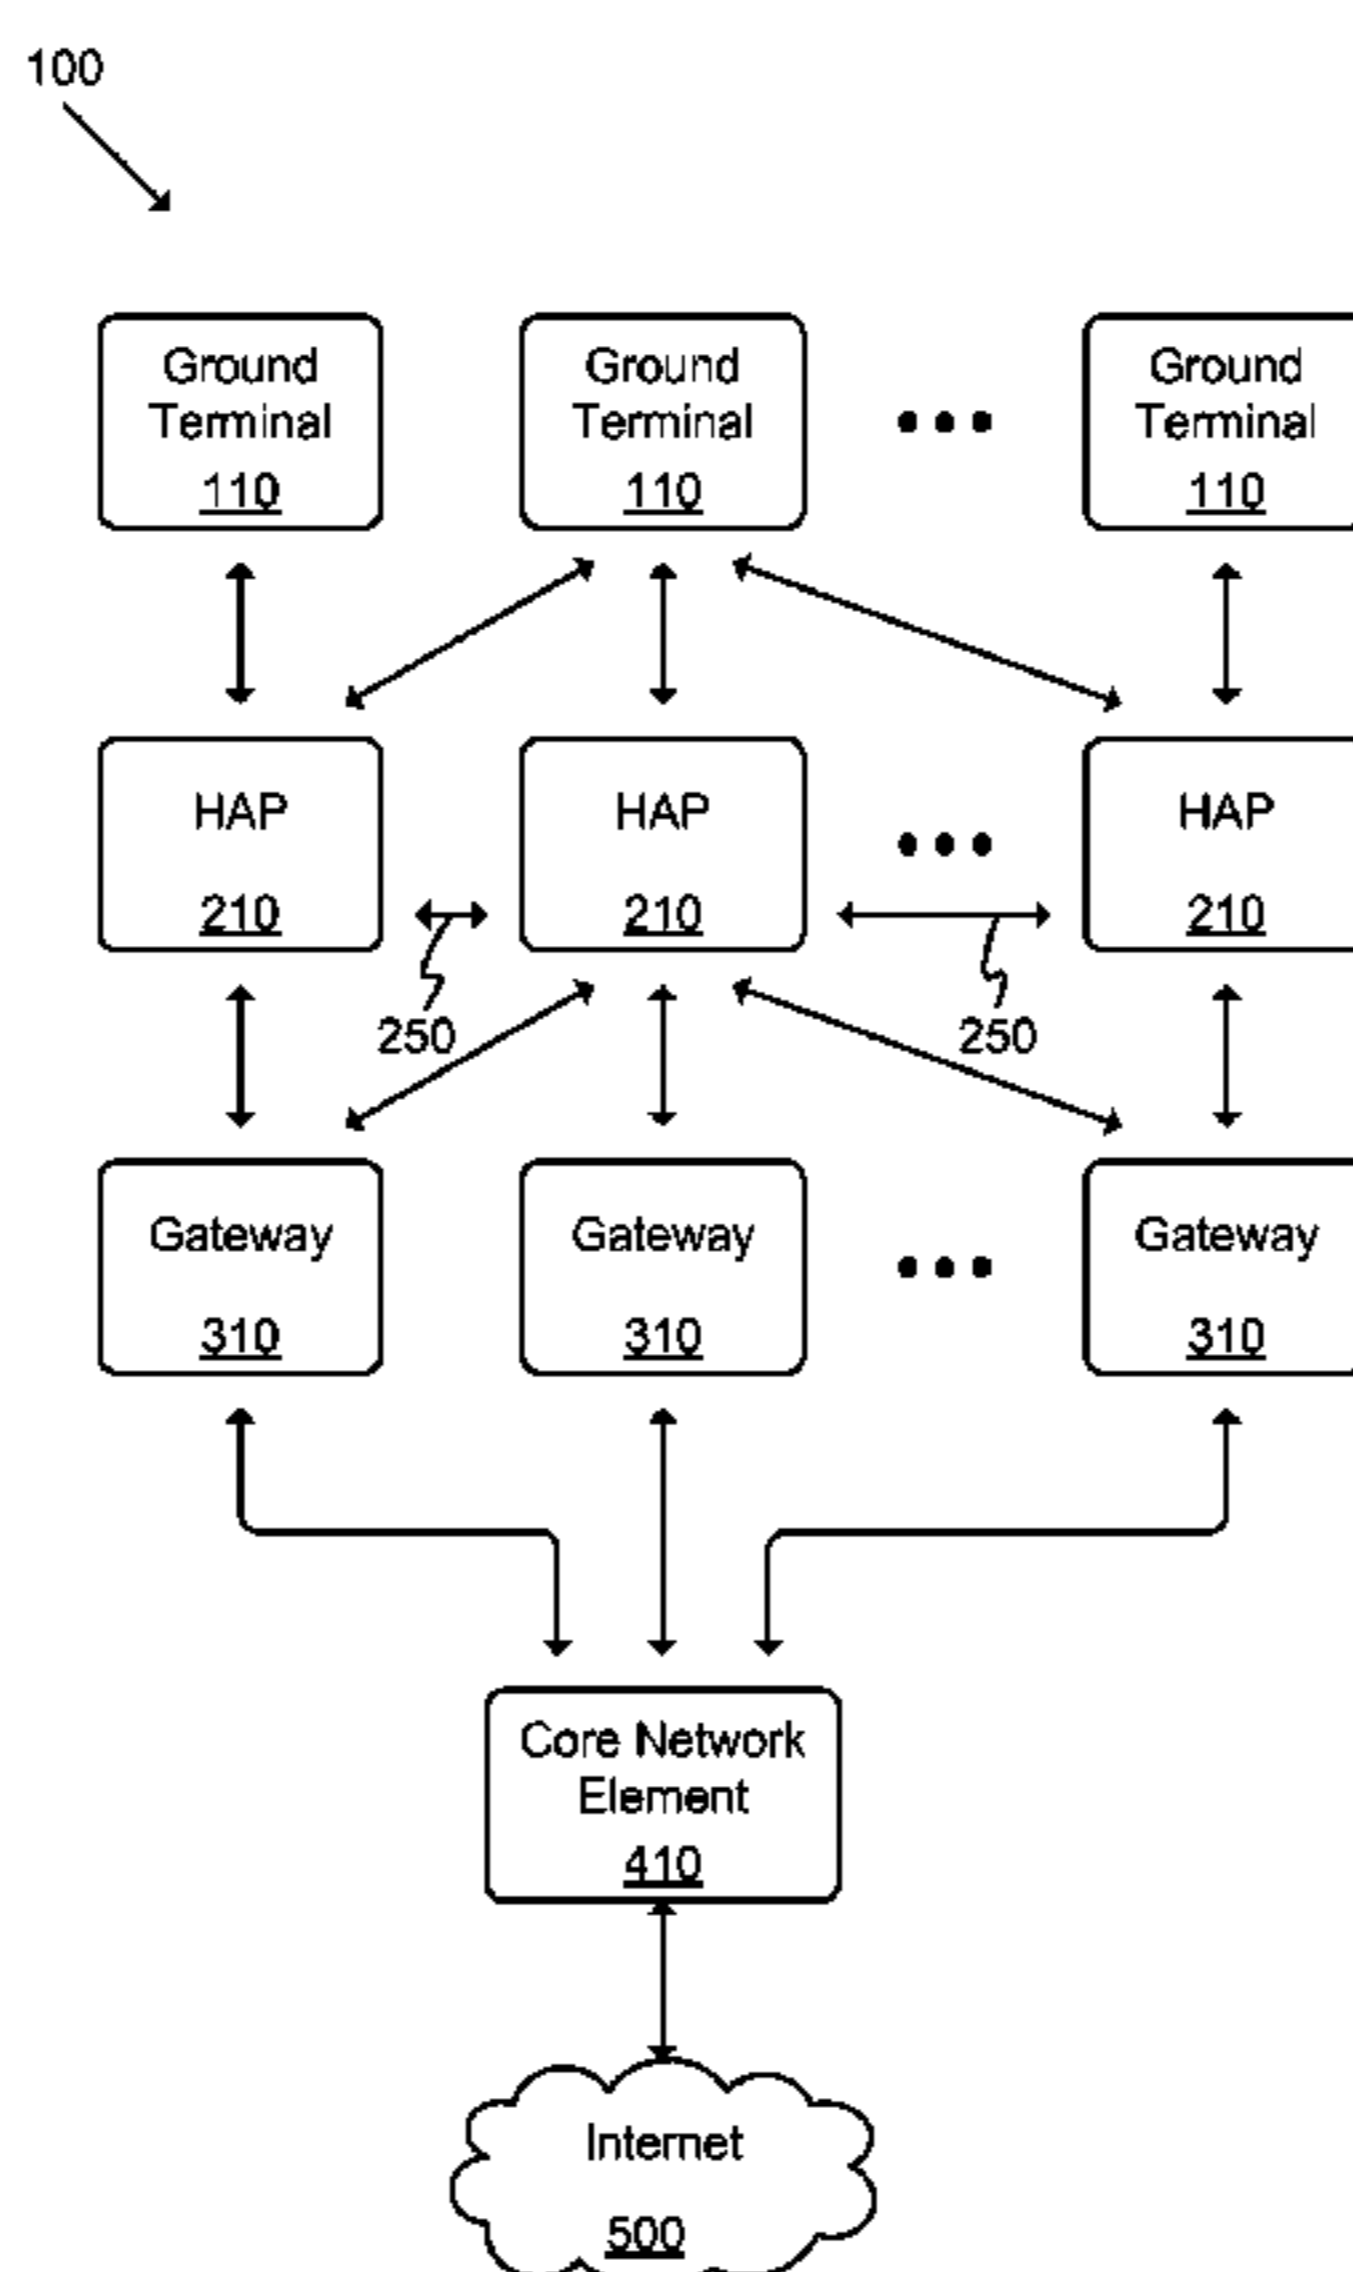 100
Ground
Terminal
110
Ground
Terminal
110
Ground
Terminal
110
HAP
210
HAP
210
HAP
210
250
250
Gateway
310
Gateway
310
Gateway
310
Core Network
Element
410
Internet
500